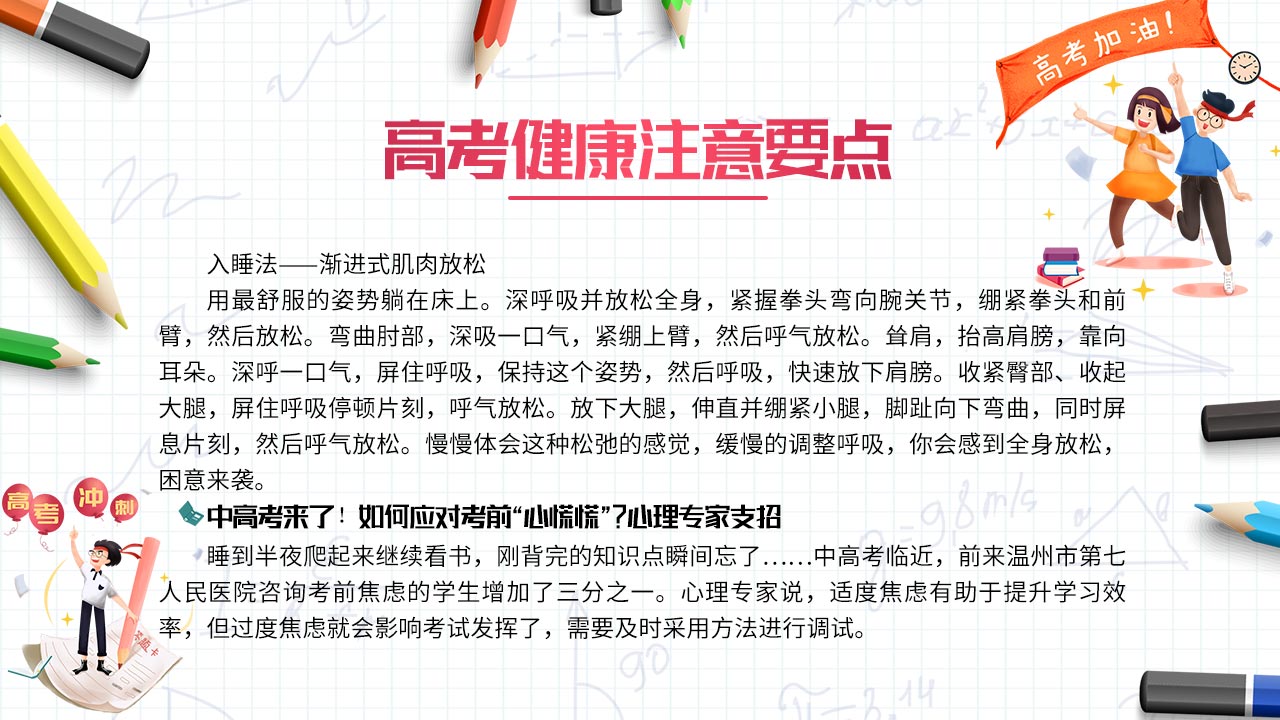 高考加油!
高考健康注意要点
入睡法——渐进式肌肉放松
用最舒服的姿势躺在床上。深呼吸并放松全身，紧握拳头弯向腕关节，绷紧拳头和前
臂，然后放松。弯曲肘部，深吸一口气，紧绷上臂，然后呼气放松。耸肩，抬高肩膀，靠向
耳朵。深呼一口气，屏住呼吸，保持这个姿势，然后呼吸，快速放下肩膀。收紧臀部、收起
大腿，屏住呼吸停顿片刻，呼气放松。放下大腿，伸直并绷紧小腿，脚趾向下弯曲，同时屏
息片刻，然后呼气放松。慢慢体会这种松弛的感觉，缓慢的调整呼吸，你会感到全身放松，
困意来袭。
高考冲刺
中高考来了！如何应对考前“心慌慌”?心理专家支招
睡到半夜爬起来继续看书，刚背完的知识点瞬间忘了……中高考临近，前来温州市第七
人民医院咨询考前焦虑的学生增加了三分之一。心理专家说，适度焦虑有助于提升学习效
率，但过度焦虑就会影响考试发挥了，需要及时采用方法进行调试。
答题卡
g=9.8m/s
90
π=3.14